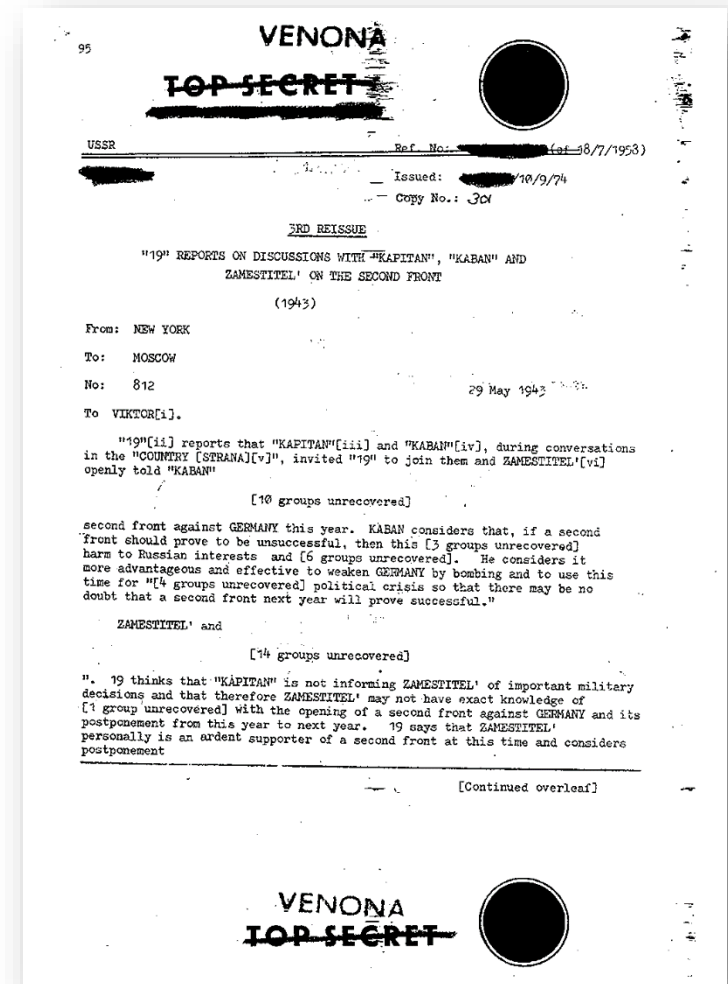 95
VENONA
TOP SECRET
USSR
Ref. No: (of 18/7/1953)
Issued: /10/9/74
Copy No.: 301
3RD REISSUE
"19" REPORTS ON DISCUSSIONS WITH "KAPITAN", "KABAN" AND
ZAMESTITEL' ON THE SECOND FRONT
(1943)
From: NEW YORK
To: MOSCOW
No: 812
29 May 1943
To VIKTOR[i].
"19"[ii] reports that "KAPITAN"[iii] and "KABAN"[iv], during conversations
in the "COUNTRY [STRANA][v]", invited "19" to join them and ZAMESTITEL'[vi]
openly told "KABAN"
[10 groups unrecovered]
second front against GERMANY this year. KABAN considers that, if a second
front should prove to be unsuccessful, then this [3 groups unrecovered]
harm to Russian interests and [6 groups unrecovered]. He considers it
more advantageous and effective to weaken GERMANY by bombing and to use this
time for "[4 groups unrecovered] political crisis so that there may be no
doubt that a second front next year will prove successful."
ZAMESTITEL' and
[14 groups unrecovered]
". 19 thinks that "KAPITAN" is not informing ZAMESTITEL' of important military
decisions and that therefore ZAMESTITEL' may not have exact knowledge of
[1 group unrecovered] with the opening of a second front against GERMANY and its
postponement from this year to next year. 19 says that ZAMESTITEL'
personally is an ardent supporter of a second front at this time and considers
postponement
[Continued overleaf]
VENONA
TOP SECRET